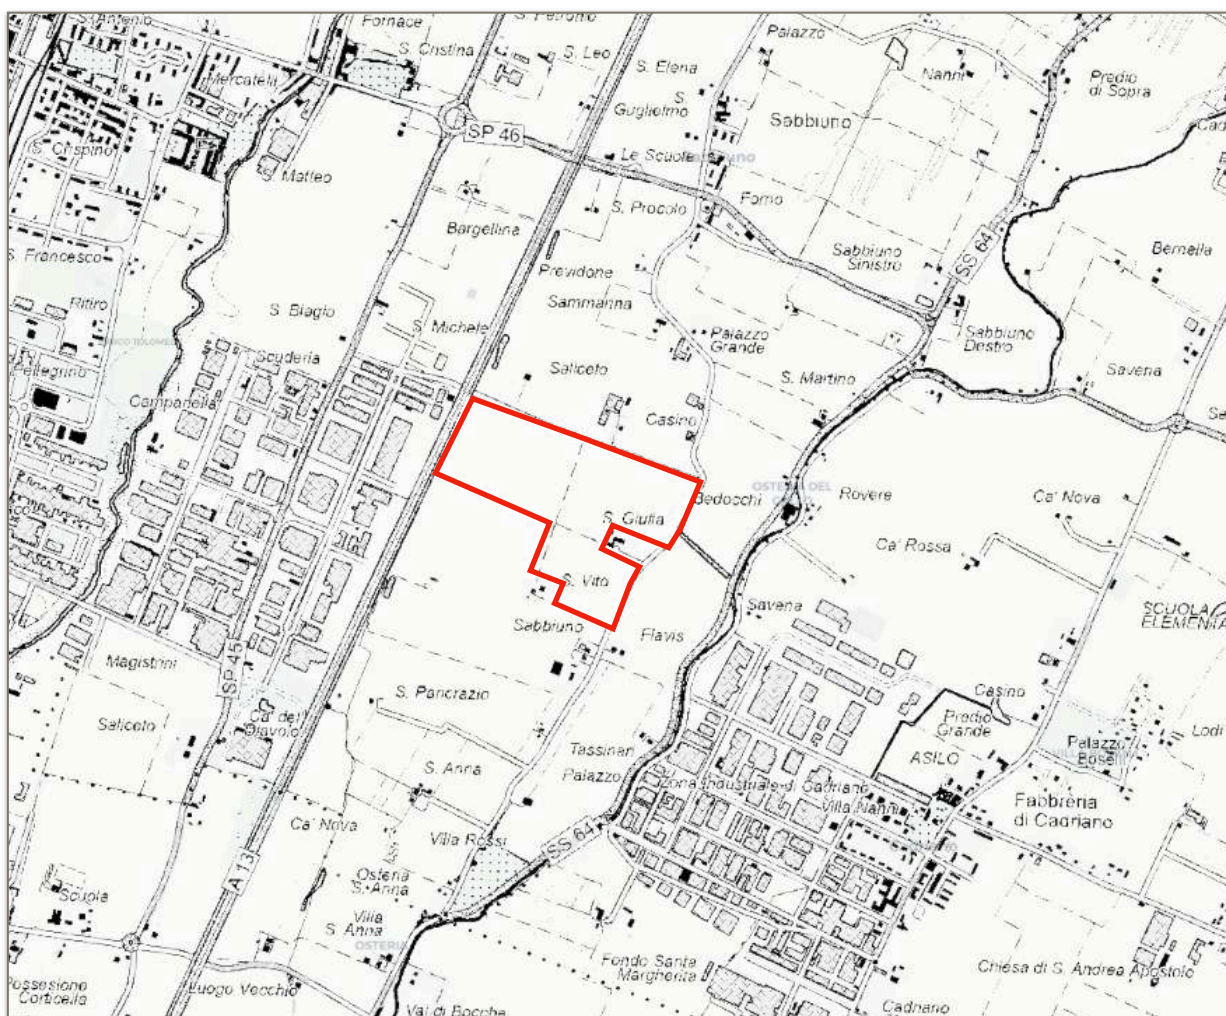 S. Antonio
Fornace
S. Petronio
Palazzo
S. Cristina
S. Leo
S. Elena
Nanni
Predio
di Sopra
Mercatelli
S.
Guglielmo
Sabbiuno
SP 46
S. Crispino
Le Scuole
S. Matteo
S. Procolo
Forno
Bargellina
Sabbiuno
Sinistro
SS 64
Bernella
S. Francesco
Previdone
Ritiro
Sammarina
S. Biagio
S. Michele
Palazzo
Grande
Sabbiuno
Destro
Scuderia
Saliceto
S. Martino
Savena
Pellegrino
Campanella
Casino
OSTERIA DEL
Bedocchi
Rovere
Ca' Nova
S. Giulia
Ca' Rossa
S. Vito
Savena
SCUOLA
ELEMENTA
Sabbiuno
Flavis
Magistrini
SP 45
S. Pancrazio
Casino
Saliceto
Ca' del
Diavolo
Predio
Grande
Lodi
Tassinari
Palazzo
ASILO
Palazzo
Boselli
S. Anna
Zona Industriale di Cadriano
Villa Nanni
Fabbreria
di Cadriano
Ca' Nova
Villa Rossi
SS 64
A 13
Osteria
S. Anna
Scuola
Villa
S. Anna
OSTERIA
Fondo Santa
Margherita
Chiesa di S. Andrea Apostolo
Possesione
Corticella
Luogo Vecchio
Val di Bocche
Cadriano